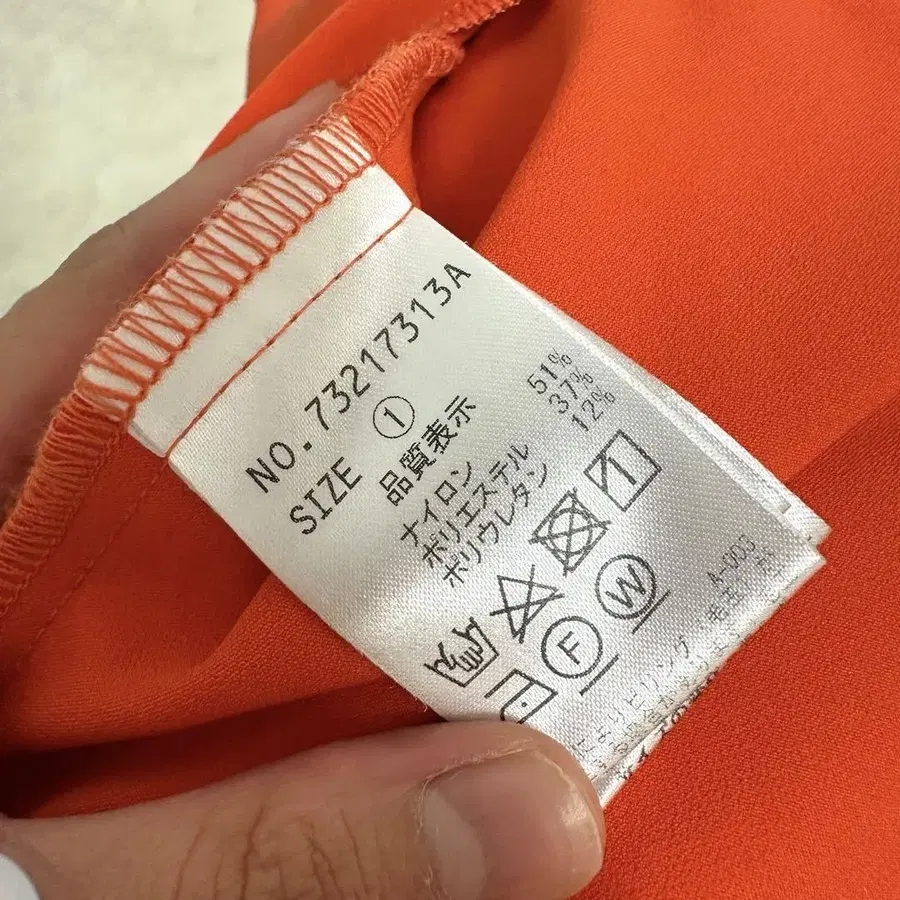 NO. 73217313A
SIZE ①
品質表示
ナイロン 51%
ポリエステル 37%
ポリウレタン 12%
1
F W
A-003